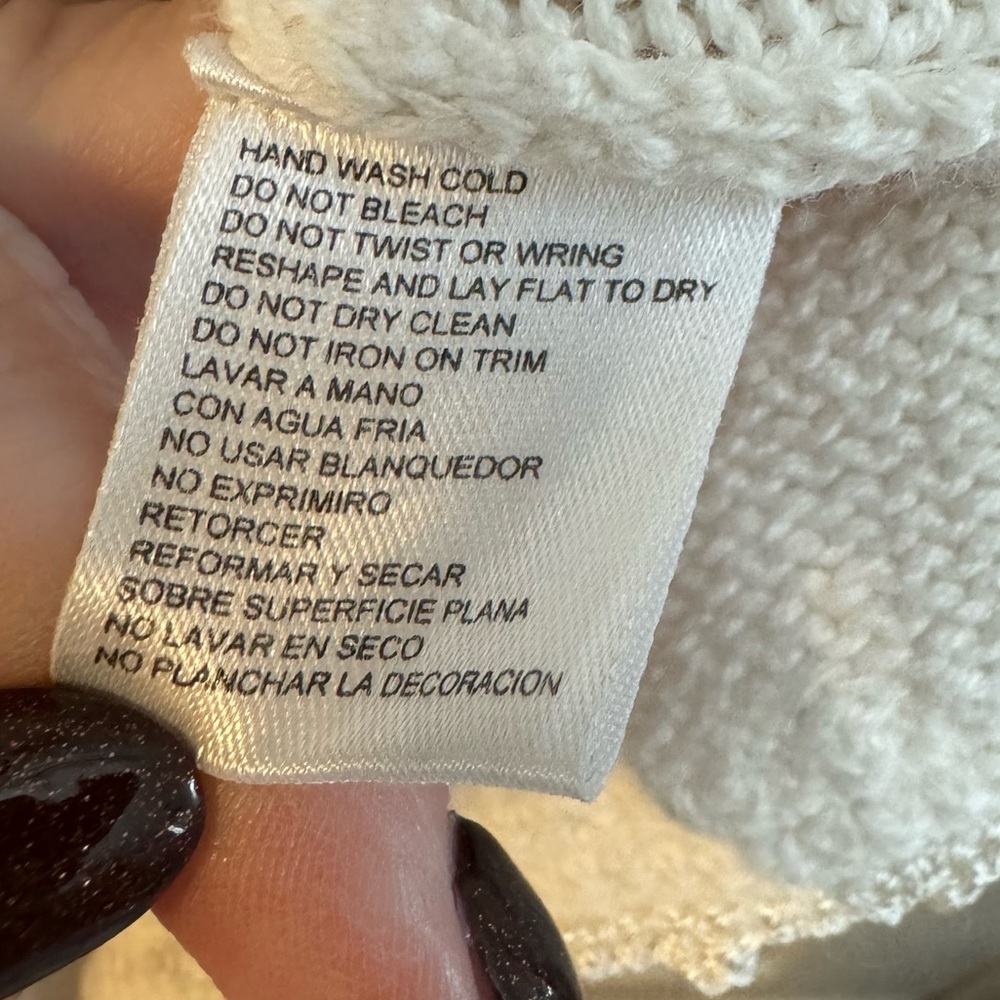 HAND WASH COLD
DO NOT BLEACH
DO NOT TWIST OR WRING
RESHAPE AND LAY FLAT TO DRY
DO NOT DRY CLEAN
DO NOT IRON ON TRIM
LAVAR A MANO
CON AGUA FRIA
NO USAR BLANQUEDOR
NO EXPRIMIRO
RETORCER
REFORMAR Y SECAR
SOBRE SUPERFICIE PLANA
NO LAVAR EN SECO
NO PLANCHAR LA DECORACION